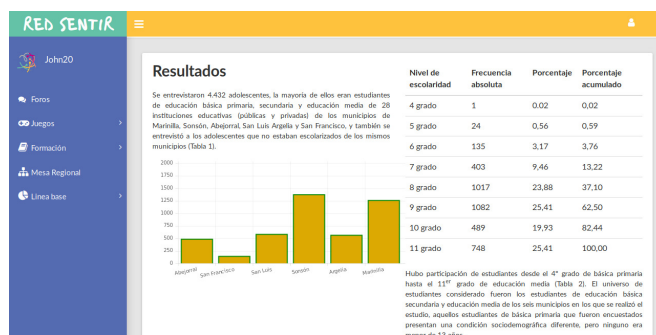 RED SENTIR
John20
Foros
Juegos
Formación
Mesa Regional
Linea base
Resultados
Se entrevistaron 4.432 adolescentes, la mayoría de ellos eran estudiantes
de educación básica primaria, secundaria y educación media de 28
instituciones educativas (públicas y privadas) de los municipios de
Marinilla, Sonsón, Abejorral, San Luis Argelia y San Francisco, y también se
entrevistó a los adolescentes que no estaban escolarizados de los mismos
municipios (Tabla 1).
2000
1750
1500
1250
1000
750
500
250
0
Abejorral San Francisco San Luis Sonsón Argelia Marinilla
Nivel de escolaridad Frecuencia absoluta Porcentaje Porcentaje acumulado
4 grado 1 0.02 0,02
5 grado 24 0,56 0,59
6 grado 135 3,17 3,76
7 grado 403 9,46 13,22
8 grado 1017 23,88 37,10
9 grado 1082 25,41 62,50
10 grado 489 19,93 82,44
11 grado 748 25,41 100,00
Hubo participación de estudiantes desde el 4° grado de básica primaria
hasta el 11er grado de educación media (Tabla 2). El universo de
estudiantes considerado fueron los estudiantes de educación básica
secundaria y educación media de los seis municipios en los que se realizó el
estudio, aquellos estudiantes de básica primaria que fueron encuestados
presentan una condición sociodemográfica diferente, pero ninguno era
menor de 13 años